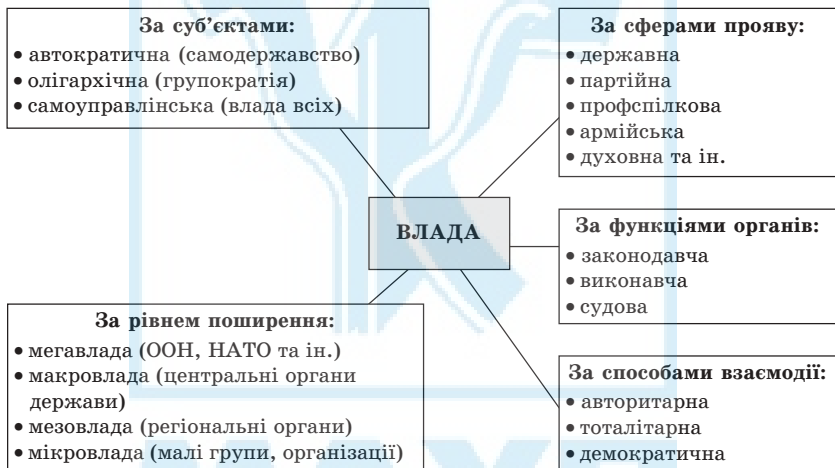 За суб’єктами:
• автократична (самодержавство)
• олігархічна (групократія)
• самоуправлінська (влада всіх)
За сферами прояву:
• державна
• партійна
• профспілкова
• армійська
• духовна та ін.
ВЛАДА
За функціями органів:
• законодавча
• виконавча
• судова
За рівнем поширення:
• мегавлада (ООН, НАТО та ін.)
• макровлада (центральні органи
держави)
• мезовлада (регіональні органи)
• мікровлада (малі групи, організації)
За способами взаємодії:
• авторитарна
• тоталітарна
• демократична